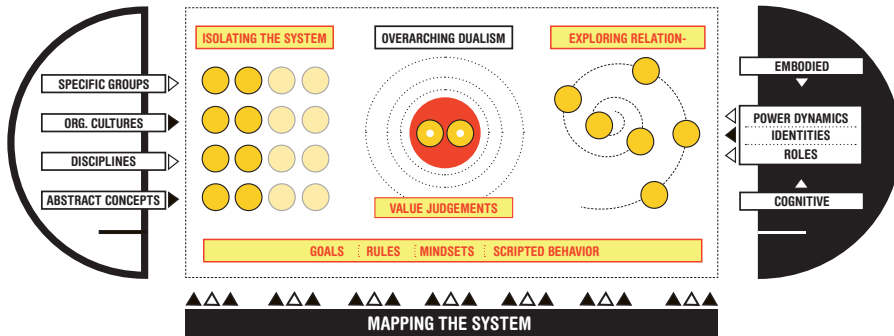 ISOLATING THE SYSTEM
OVERARCHING DUALISM
EXPLORING RELATION-
SPECIFIC GROUPS
ORG. CULTURES
DISCIPLINES
ABSTRACT CONCEPTS
VALUE JUDGEMENTS
EMBODIED
POWER DYNAMICS
IDENTITIES
ROLES
COGNITIVE
GOALS RULES MINDSETS SCRIPTED BEHAVIOR
MAPPING THE SYSTEM